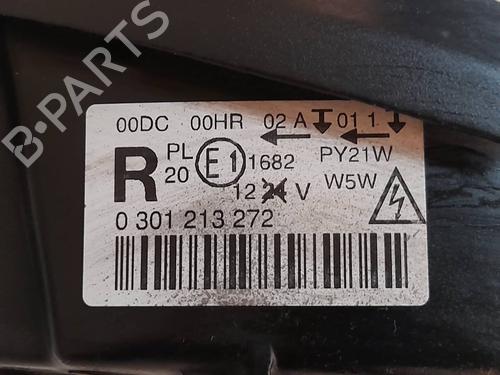 00DC 00HR 02 A 01 1
R PL 20 E1 1682 PY21W
12 24 V W5W
0 301 213 272
B-PARTS